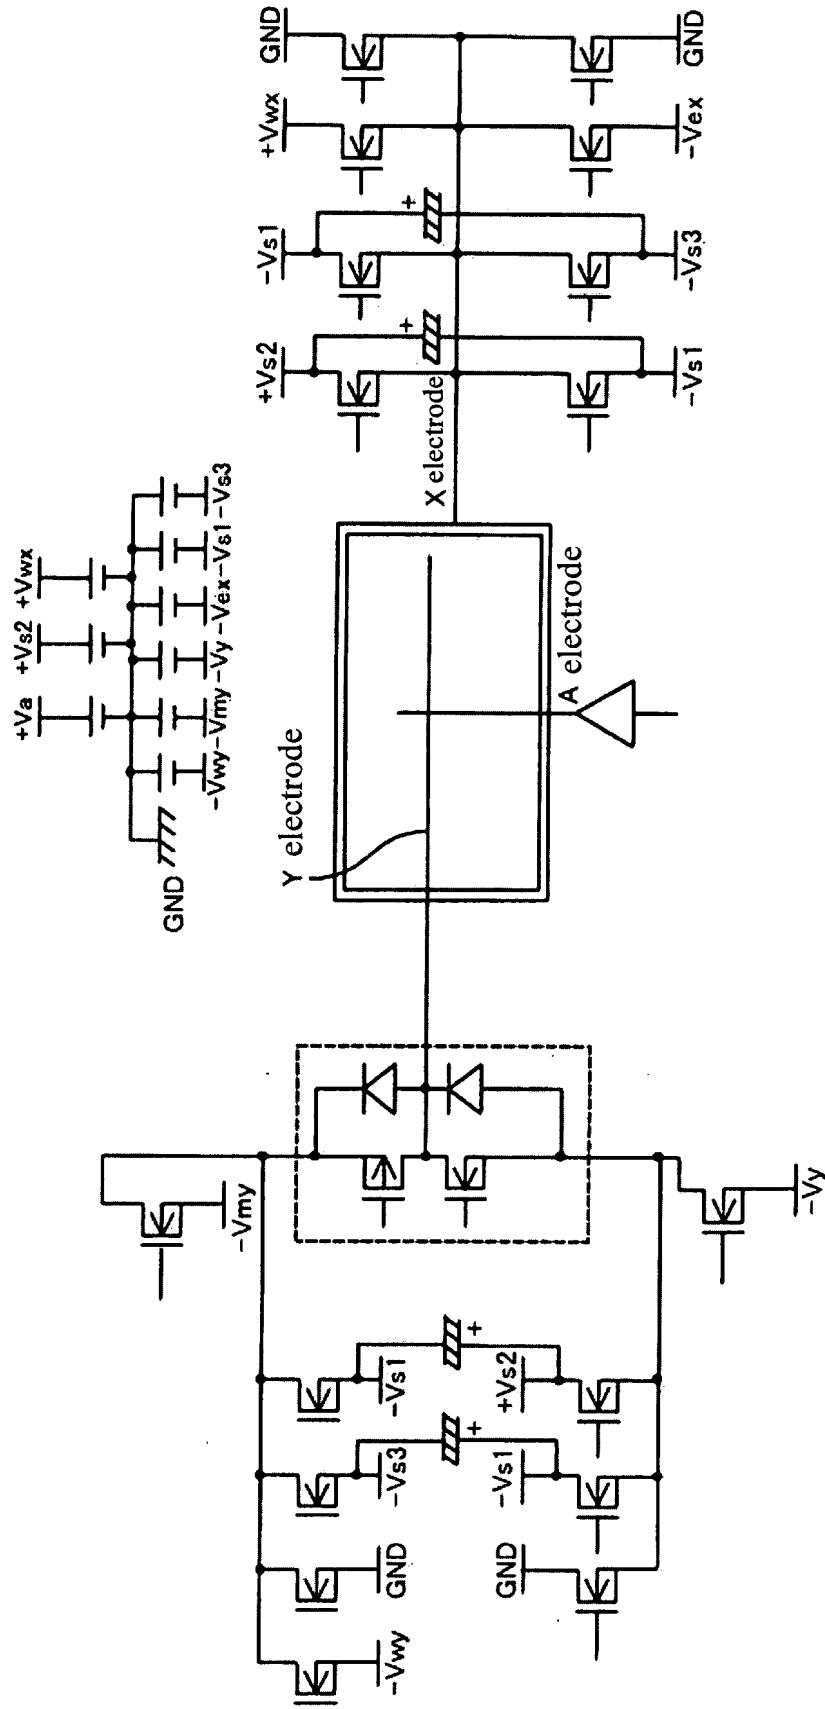 GND
+Vwx
-Vs1
+Vs2
GND
-Vex
-Vs3
-Vs1
X electrode
+Va
+Vs2
+Vwx
-Vwy
-Vmy
-Vy
-Vex
-Vs1
-Vs3
GND
Y electrode
A electrode
+
+
-Vmy
-Vy
-Vs1
+Vs2
+
-Vs3
-Vs1
+
GND
GND
-Vwy